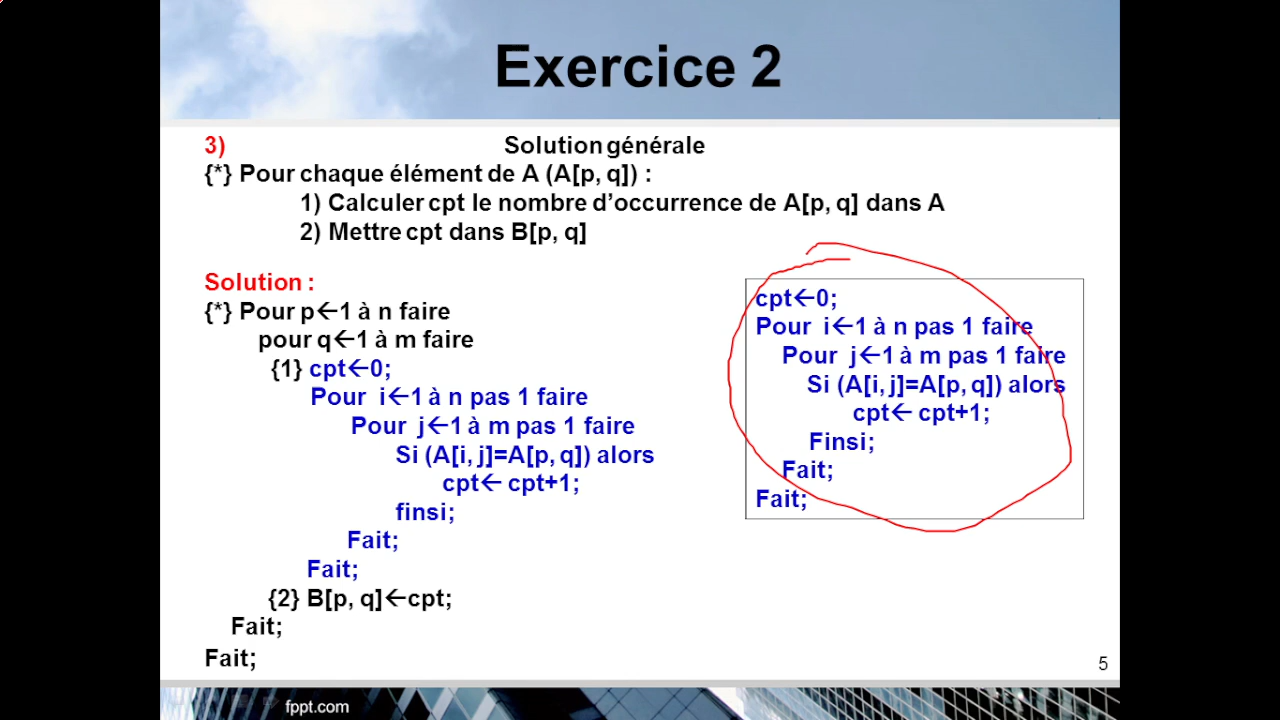 Exercice 2
3) Solution générale
{*} Pour chaque élément de A (A[p, q]) :
1) Calculer cpt le nombre d’occurrence de A[p, q] dans A
2) Mettre cpt dans B[p, q]
Solution :
{*} Pour p←1 à n faire
pour q←1 à m faire
{1} cpt←0;
Pour i←1 à n pas 1 faire
Pour j←1 à m pas 1 faire
Si (A[i, j]=A[p, q]) alors
cpt← cpt+1;
finsi;
Fait;
Fait;
{2} B[p, q]←cpt;
Fait;
Fait;
cpt←0;
Pour i←1 à n pas 1 faire
Pour j←1 à m pas 1 faire
Si (A[i, j]=A[p, q]) alors
cpt← cpt+1;
Finsi;
Fait;
Fait;
5
fppt.com